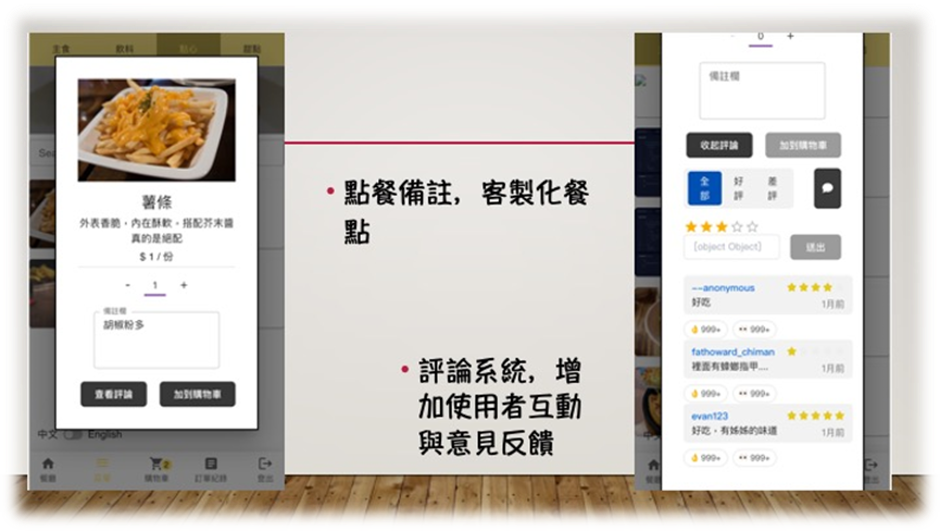 主食 飲料 點心 甜點
Sea
薯條
外表香脆，內在酥軟，搭配芥末醬
真的是絕配
$ 1 / 份
- 1 +
備註欄
胡椒粉多
查看評論 加到購物車
中文 English
餐廳 菜單 購物車 2 訂單紀錄 登出
• 點餐備註，客製化餐
點
• 評論系統，增
加使用者互動
與意見反饋
- 0 +
備註欄
收起評論 加到購物車
全
部
好
評
差
評
[object Object] 送出
~~anonymous
好吃 1月前
999+ 999+
fathoward_chiman
裡面有蟑螂指甲.... 1月前
999+ 999+
evan123
好吃，有姊姊的味道 1月前
999+ 999+